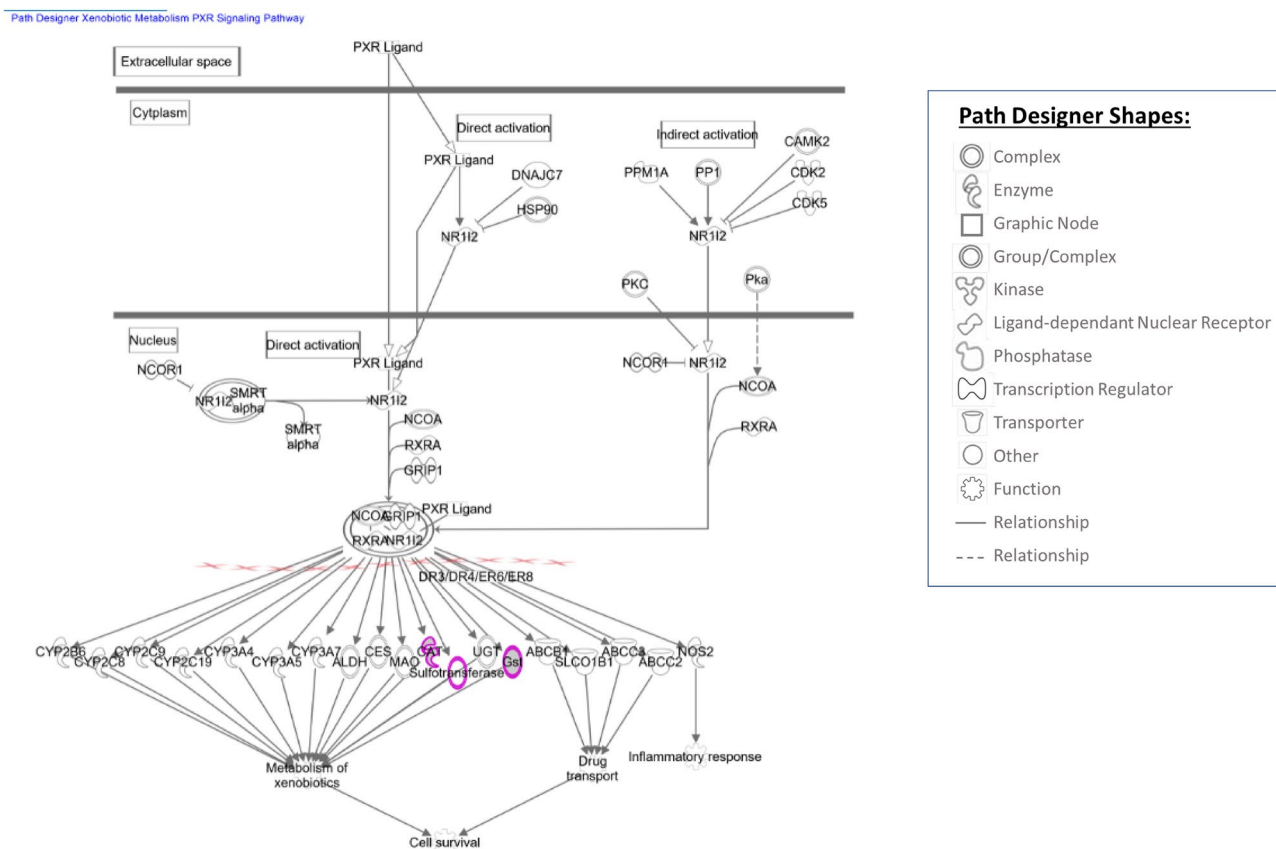 Path Designer Xenobiotic Metabolism PXR Signaling Pathway
Extracellular space
PXR Ligand
Cytplasm
Direct activation
PXR Ligand
DNAJC7
HSP90
NR1I2
Indirect activation
CAMK2
PPM1A
PP1
CDK2
CDK5
NR1I2
PKC
Pka
Nucleus
Direct activation
PXR Ligand
NCOR1
NR1I2
SMRT
alpha
NR1I2
SMRT
alpha
NCOA
RXRA
GRIP1
NCOR1
NR1I2
NCOA
RXRA
NCOA
GRIP1
PXR Ligand
RXRA
NR1I2
DR3/DR4/ER6/ER8
CYP2B6
CYP2C8
CYP2C9
CYP2C19
CYP3A4
CYP3A5
CYP3A7
ALDH
CES
MAO
CAT
Sulfotransferase
UGT
Gst
ABCB1
SLCO1B1
ABCC3
ABCC2
NOS2
Metabolism of
xenobiotics
Drug
transport
Inflammatory response
Cell survival
Path Designer Shapes:
Complex
Enzyme
Graphic Node
Group/Complex
Kinase
Ligand-dependant Nuclear Receptor
Phosphatase
Transcription Regulator
Transporter
Other
Function
Relationship
Relationship